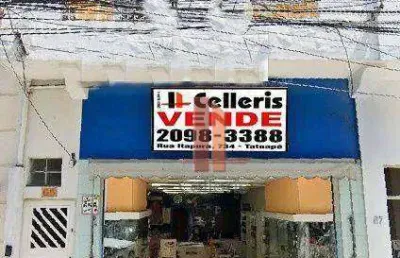 Celleris
VENDE
2098-3388
Rua Itapura, 734 - Tatuapé